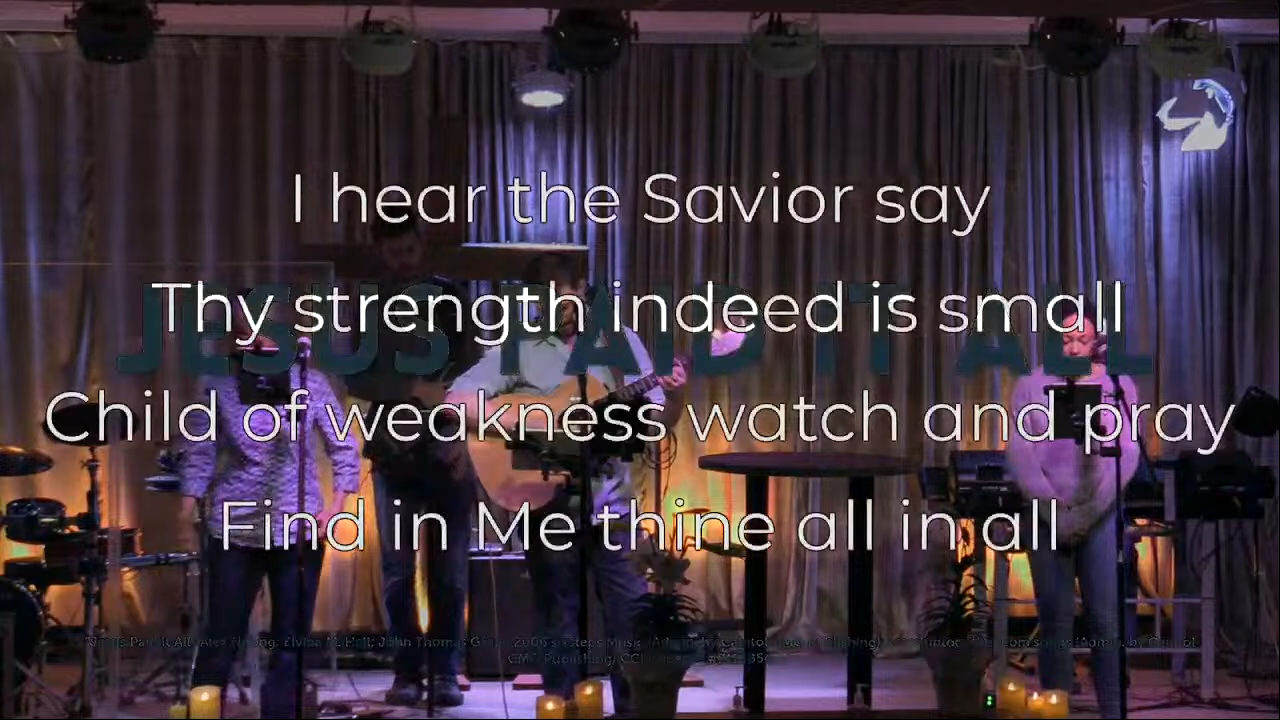 I hear the Savior say
Thy strength indeed is small
JESUS PAID IT ALL
Child of weakness watch and pray
Find in Me thine all in all